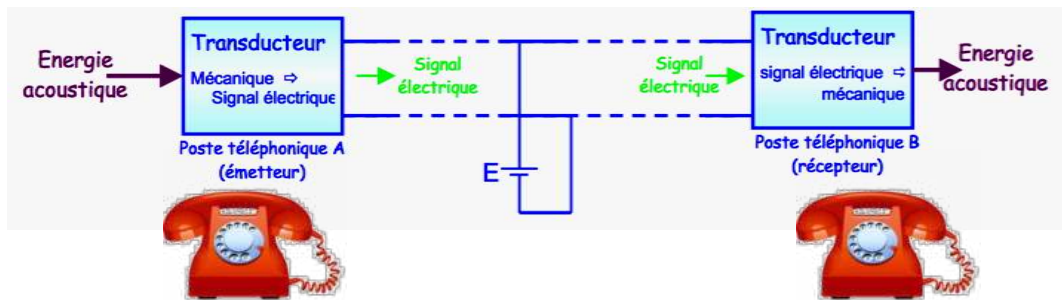 Energie
acoustique
Transducteur
Mécanique ⇨
Signal électrique
Poste téléphonique A
(émetteur)
Signal
électrique
E
Signal
électrique
Transducteur
signal électrique ⇨
mécanique
Poste téléphonique B
(récepteur)
Energie
acoustique